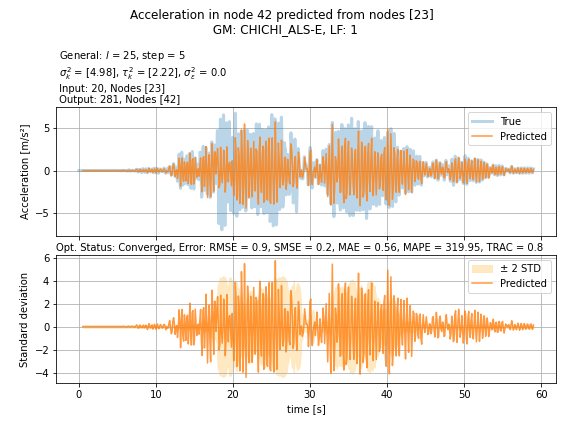 Acceleration in node 42 predicted from nodes [23]
GM: CHICHI_ALS-E, LF: 1
General: l = 25, step = 5
σ²ₖ = [4.98], τ²ₖ = [2.22], σ²ε = 0.0
Input: 20, Nodes [23]
Output: 281, Nodes [42]
True
Predicted
Acceleration [m/s²]
5
0
−5
Opt. Status: Converged, Error: RMSE = 0.9, SMSE = 0.2, MAE = 0.56, MAPE = 319.95, TRAC = 0.8
± 2 STD
Predicted
Standard deviation
6
4
2
0
−2
−4
0 10 20 30 40 50 60
time [s]